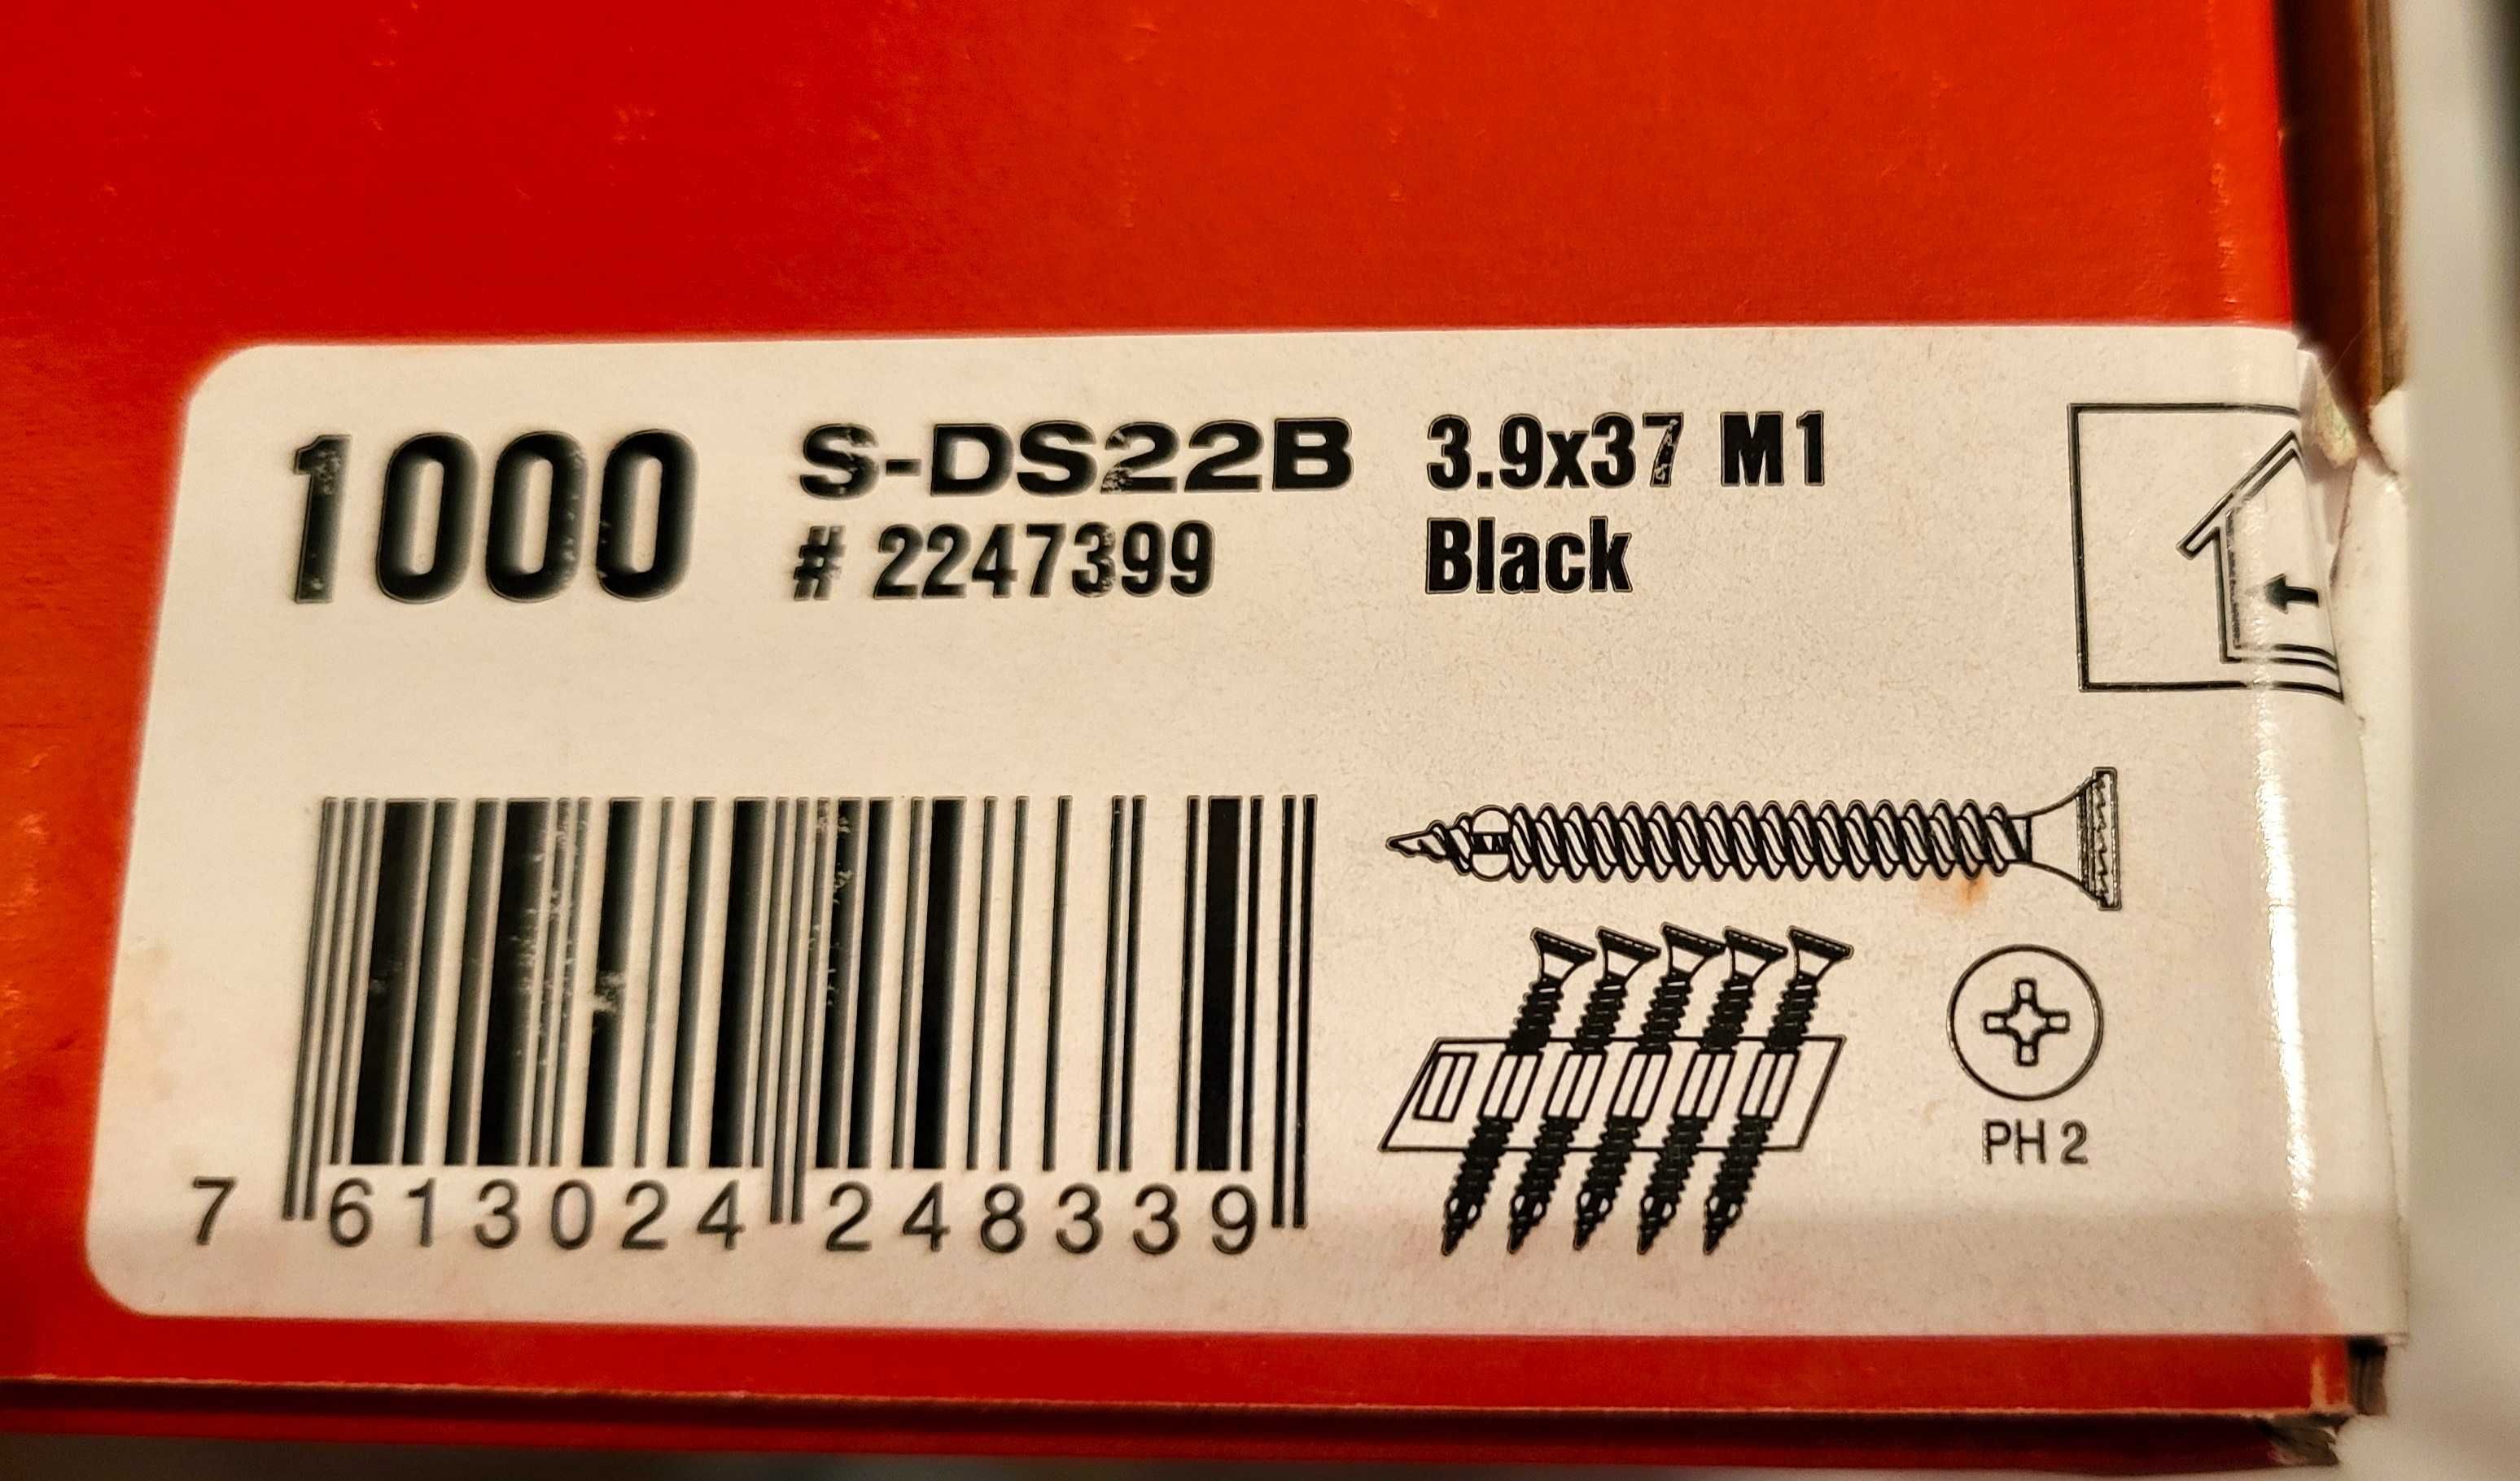 1000
S-DS22B 3.9x37 M1
# 2247399 Black
PH 2
7 613024 248339